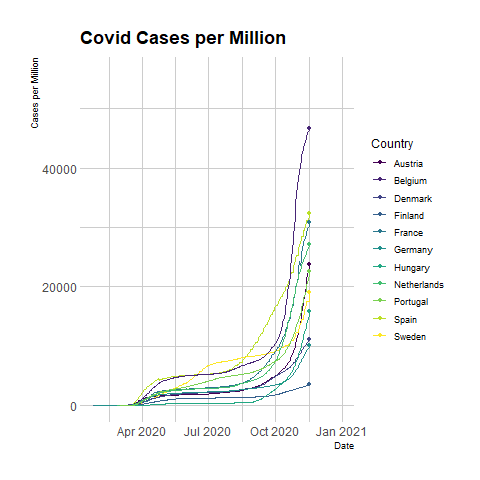 Covid Cases per Million
Cases per Million
40000
20000
0
Apr 2020
Jul 2020
Oct 2020
Jan 2021
Date
Country
Austria
Belgium
Denmark
Finland
France
Germany
Hungary
Netherlands
Portugal
Spain
Sweden